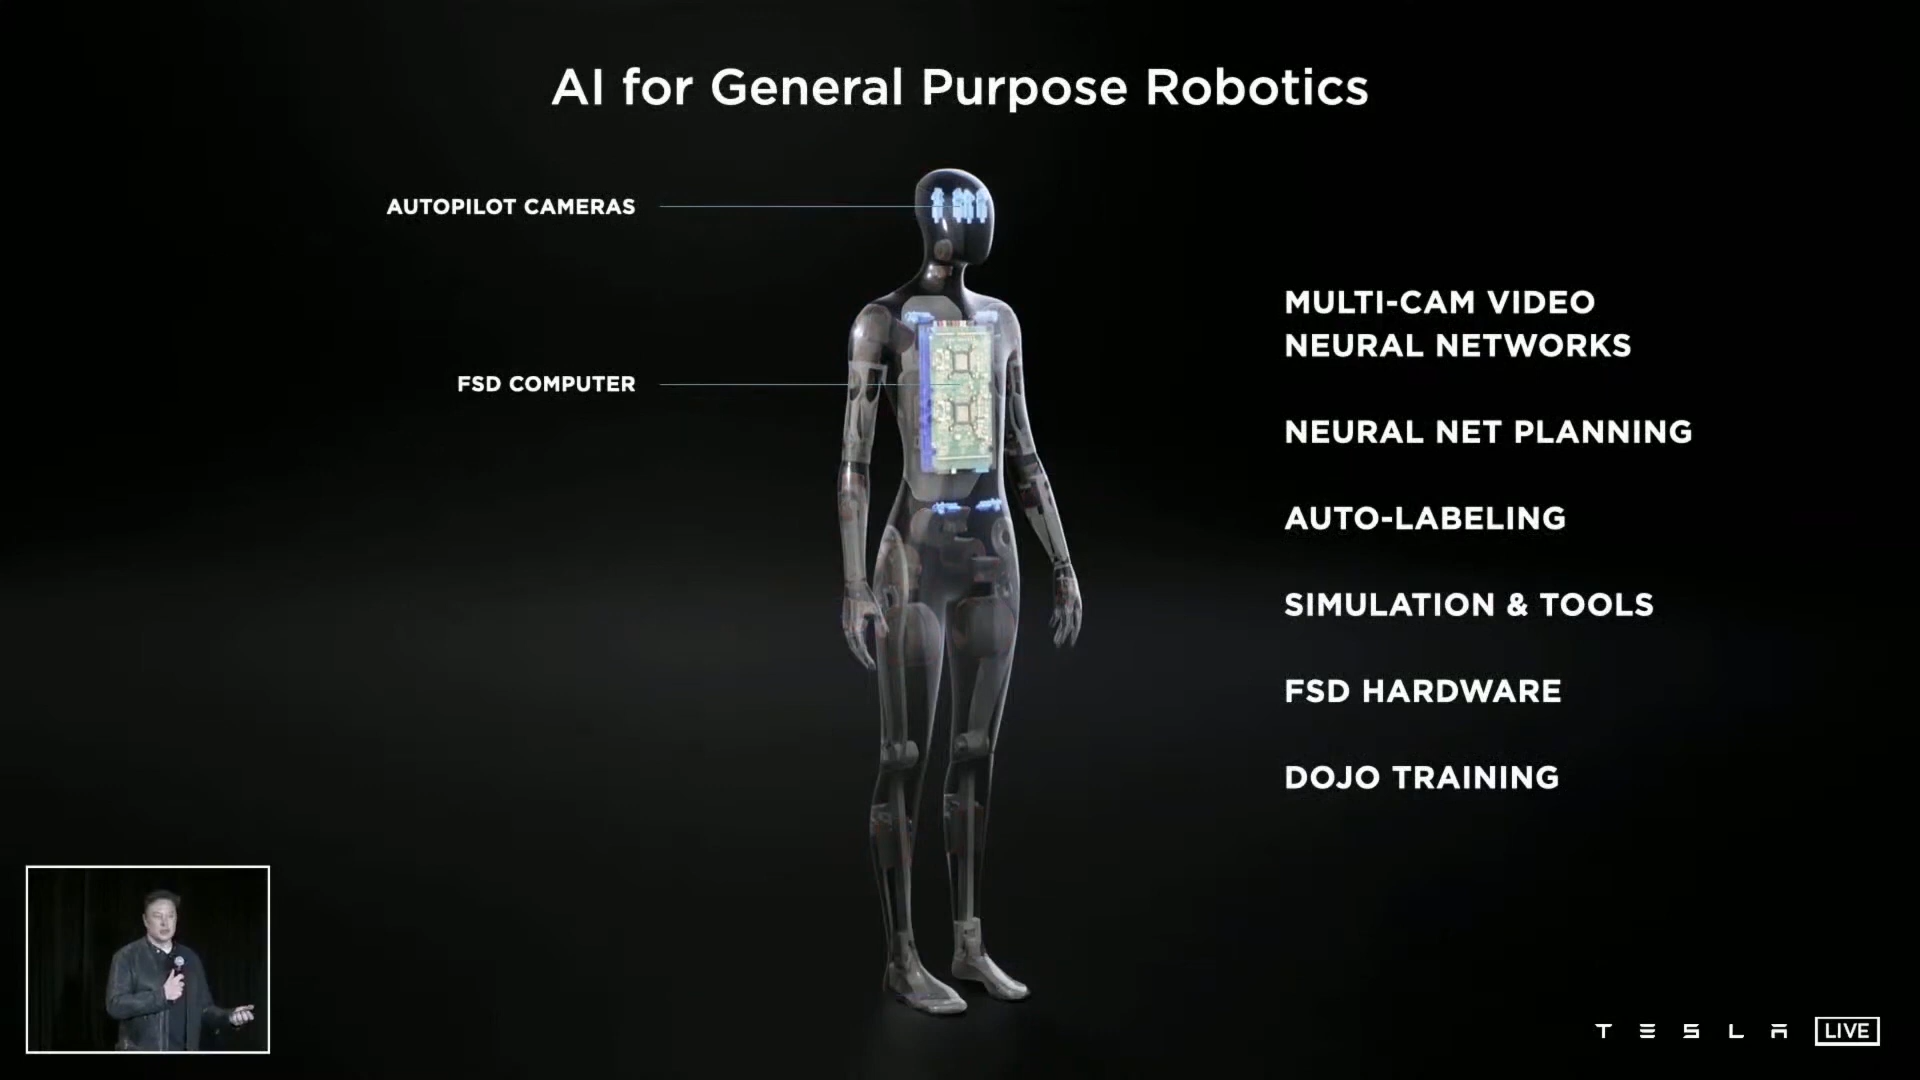 AI for General Purpose Robotics
AUTOPILOT CAMERAS
FSD COMPUTER
MULTI-CAM VIDEO
NEURAL NETWORKS
NEURAL NET PLANNING
AUTO-LABELING
SIMULATION & TOOLS
FSD HARDWARE
DOJO TRAINING
TESLA LIVE